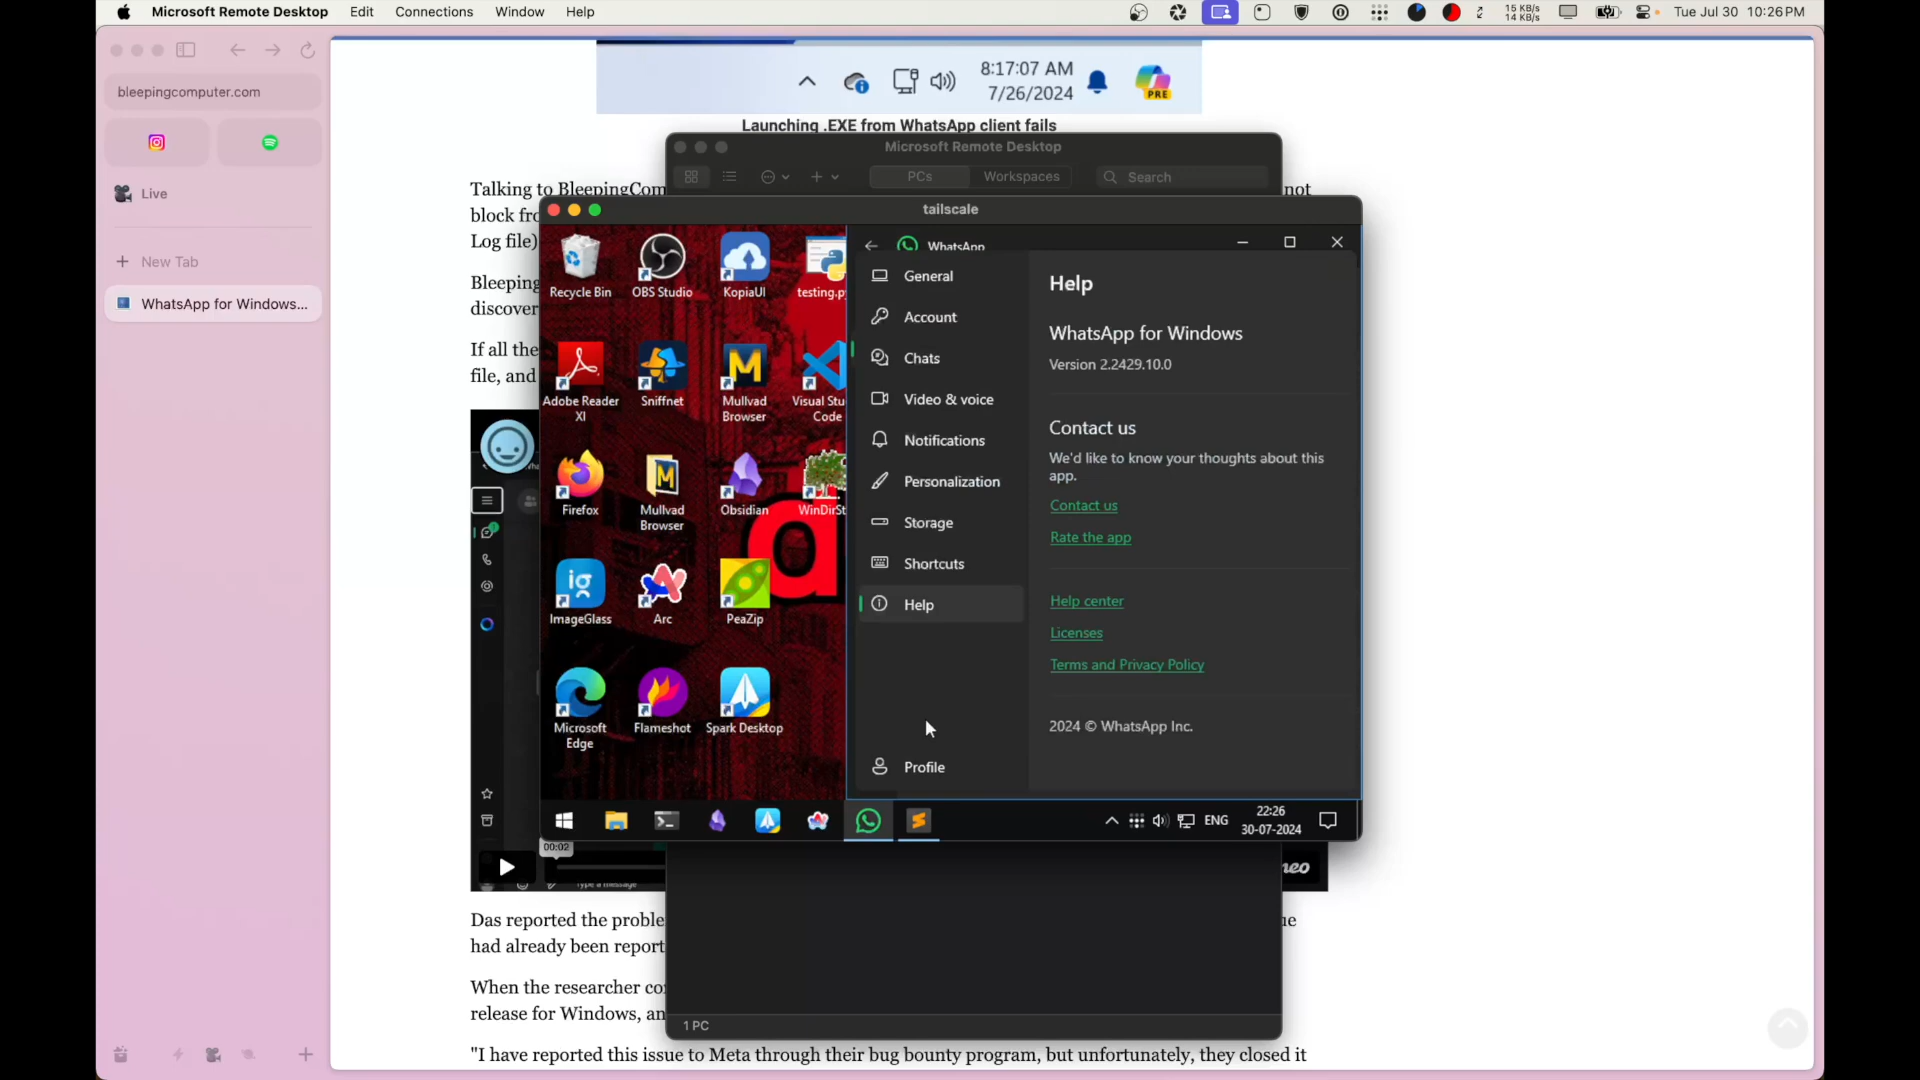 Microsoft Remote Desktop Edit Connections Window Help
15 KB/s
14 KB/s
Tue Jul 30 10:26PM
bleepingcomputer.com
Live
New Tab
WhatsApp for Windows...
8:17:07 AM
7/26/2024
PRE
Launching .EXE from WhatsApp client fails
Talking to BleepingCom
not
block fro
Log file)
Bleeping
discover
If all the
file, and
Microsoft Remote Desktop
PCs Workspaces Search
tailscale
Recycle Bin
OBS Studio
KopiaUI
testing.py
Adobe Reader
XI
Sniffnet
Mullvad
Browser
Visual Stu
Code
Firefox
Mullvad
Browser
Obsidian
WinDirSt
ImageGlass
Arc
PeaZip
Microsoft
Edge
Flameshot
Spark Desktop
WhatsApp
General
Account
Chats
Video & voice
Notifications
Personalization
Storage
Shortcuts
Help
Profile
Help
WhatsApp for Windows
Version 2.2429.10.0
Contact us
We'd like to know your thoughts about this
app.
Contact us
Rate the app
Help center
Licenses
Terms and Privacy Policy
2024 © WhatsApp Inc.
ENG
22:26
30-07-2024
00:02
Type a message
neo
Das reported the proble
ue
had already been report
When the researcher co
release for Windows, an
1 PC
"I have reported this issue to Meta through their bug bounty program, but unfortunately, they closed it